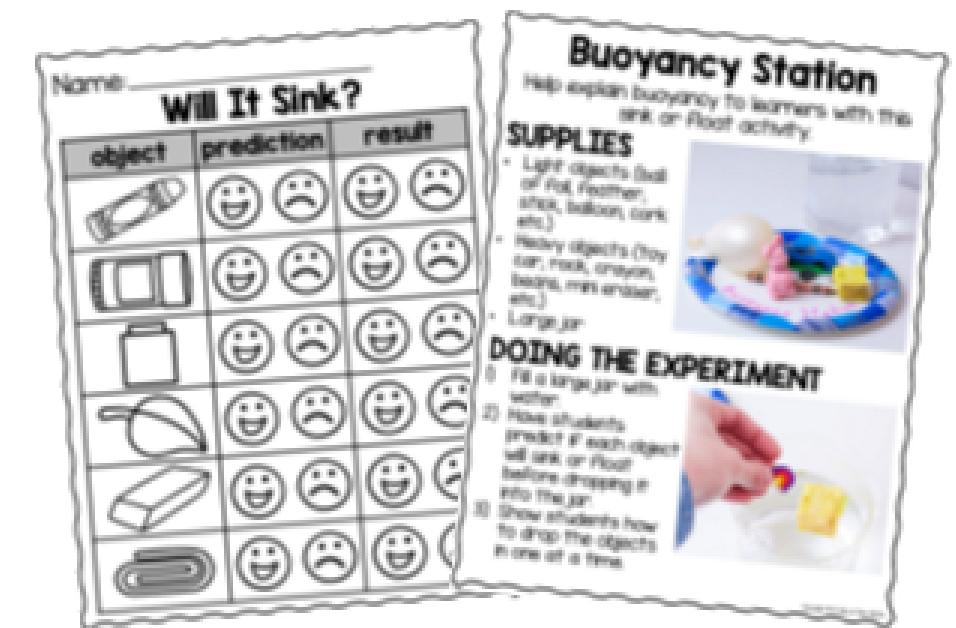 Name:
Will It Sink?
object prediction result
Buoyancy Station
Help explain buoyancy to learners with this
sink or float activity.
SUPPLIES
• Light objects (ball
of foil, feather,
stick, balloon, cork
etc.)
• Heavy objects (toy
car, rock, crayon,
beans, mini eraser,
etc.)
• Large jar
DOING THE EXPERIMENT
1) Fill a large jar with
water.
2) Have students
predict if each object
will sink or float
before dropping it
into the jar.
3) Show students how
to drop the objects
in one at a time.